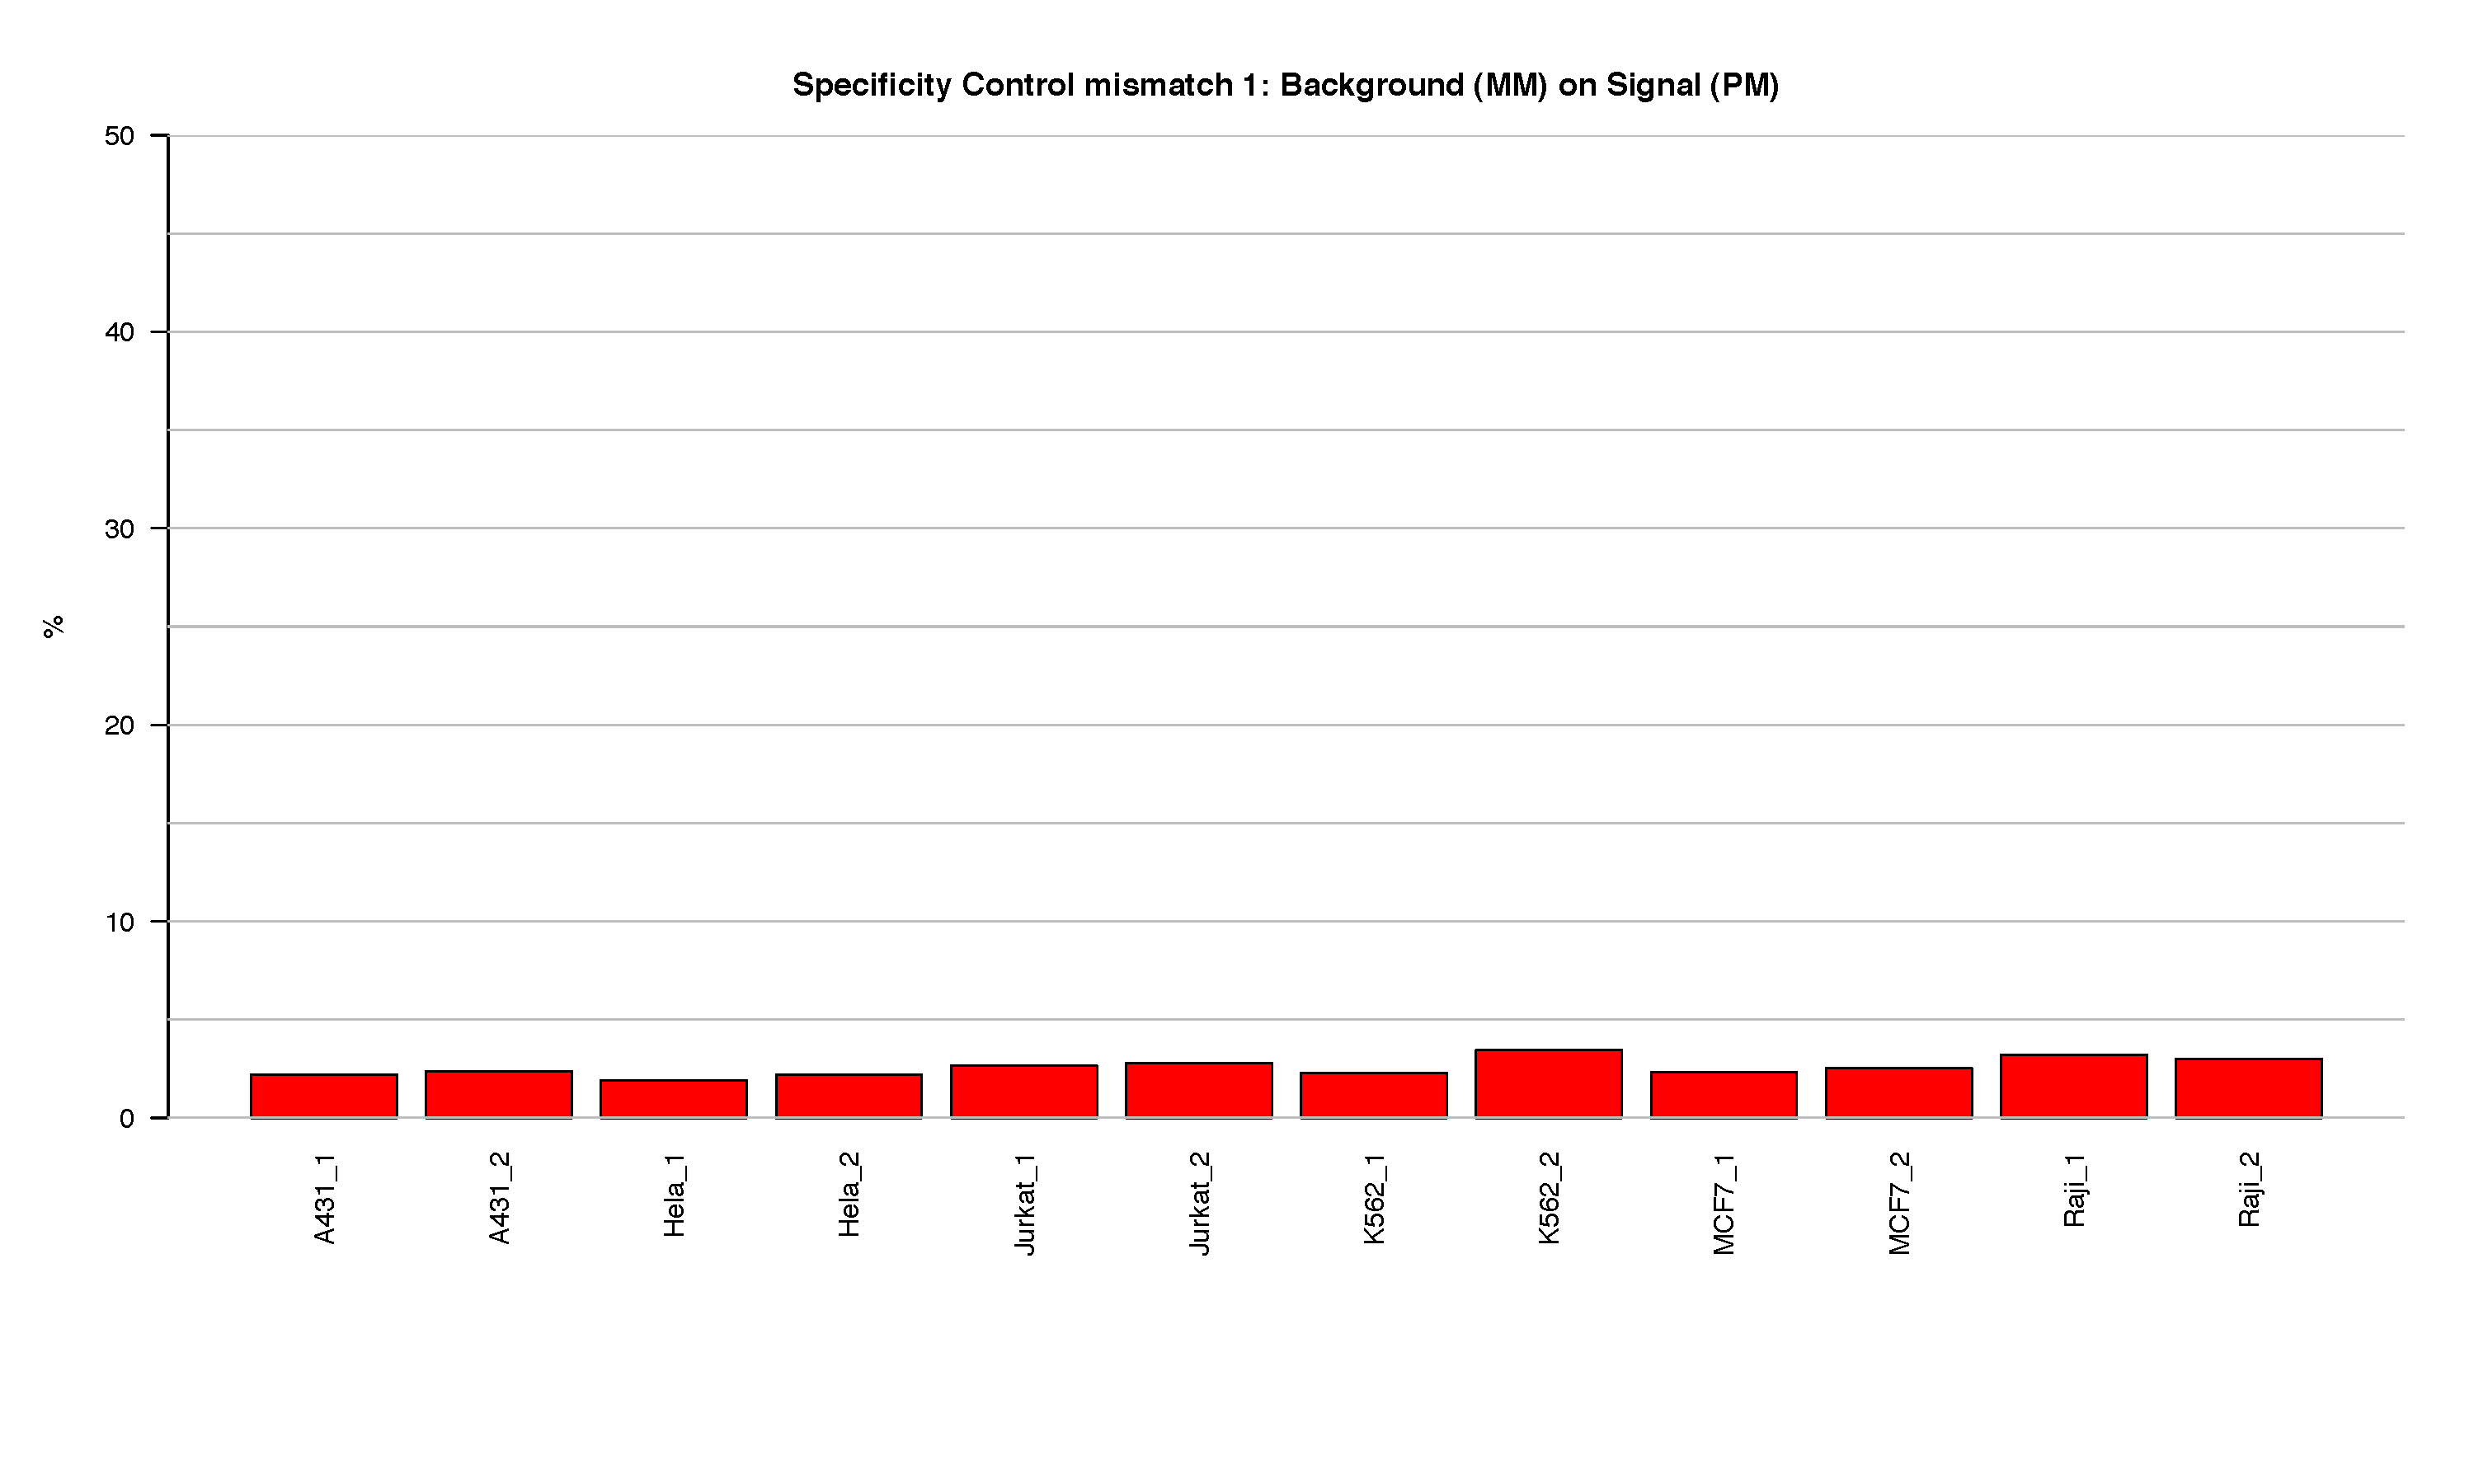 Specificity Control mismatch 1: Background (MM) on Signal (PM)
50
40
30
20
10
0
%
A431_1
A431_2
Hela_1
Hela_2
Jurkat_1
Jurkat_2
K562_1
K562_2
MCF7_1
MCF7_2
Raji_1
Raji_2